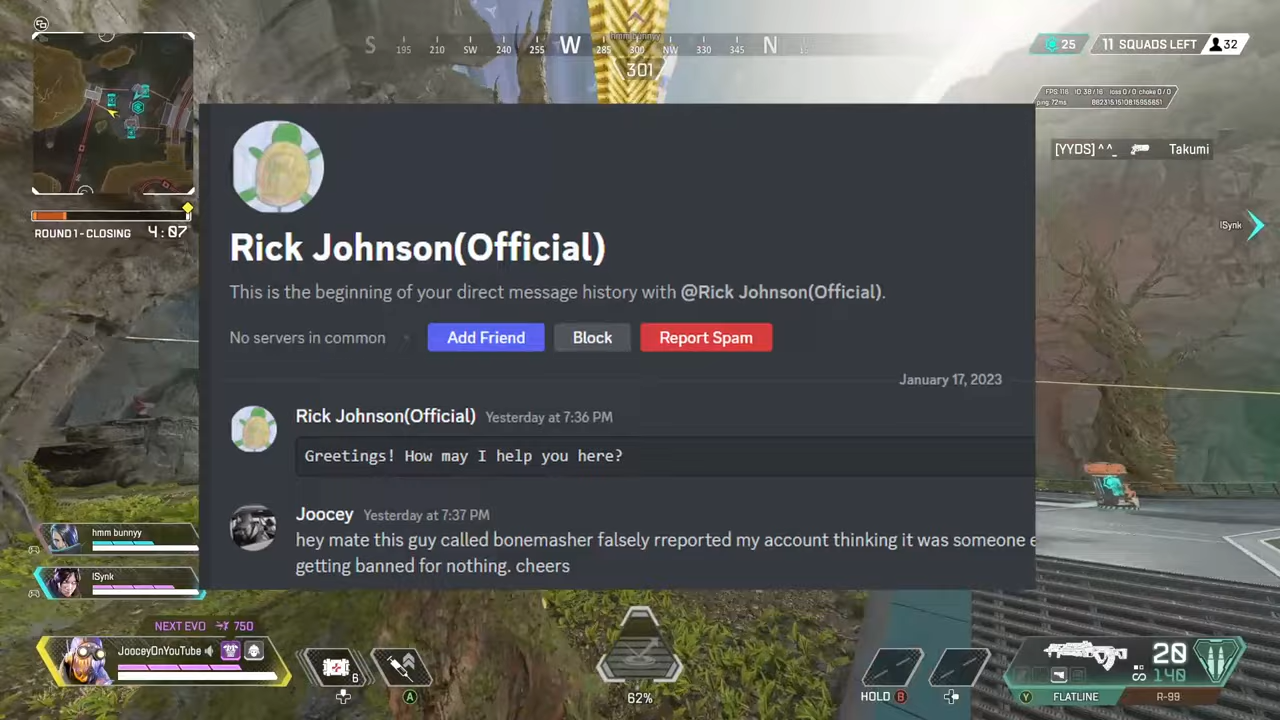 S 195 210 SW 240 255 W 285 300 NW 330 345 N
301
25 11 SQUADS LEFT 32
[YYDS] ^^_ Takumi
lSynk
ROUND 1 - CLOSING 4:07
Rick Johnson(Official)
This is the beginning of your direct message history with @Rick Johnson(Official).
No servers in common Add Friend Block Report Spam
January 17, 2023
Rick Johnson(Official) Yesterday at 7:36 PM
Greetings! How may I help you here?
Joocey Yesterday at 7:37 PM
hey mate this guy called bonemasher falsely rreported my account thinking it was someone e
getting banned for nothing. cheers
hmm bunnyy
lSynk
NEXT EVO 750
JooceyOnYouTube
6
A
62%
HOLD B
20
140
Y FLATLINE R-99